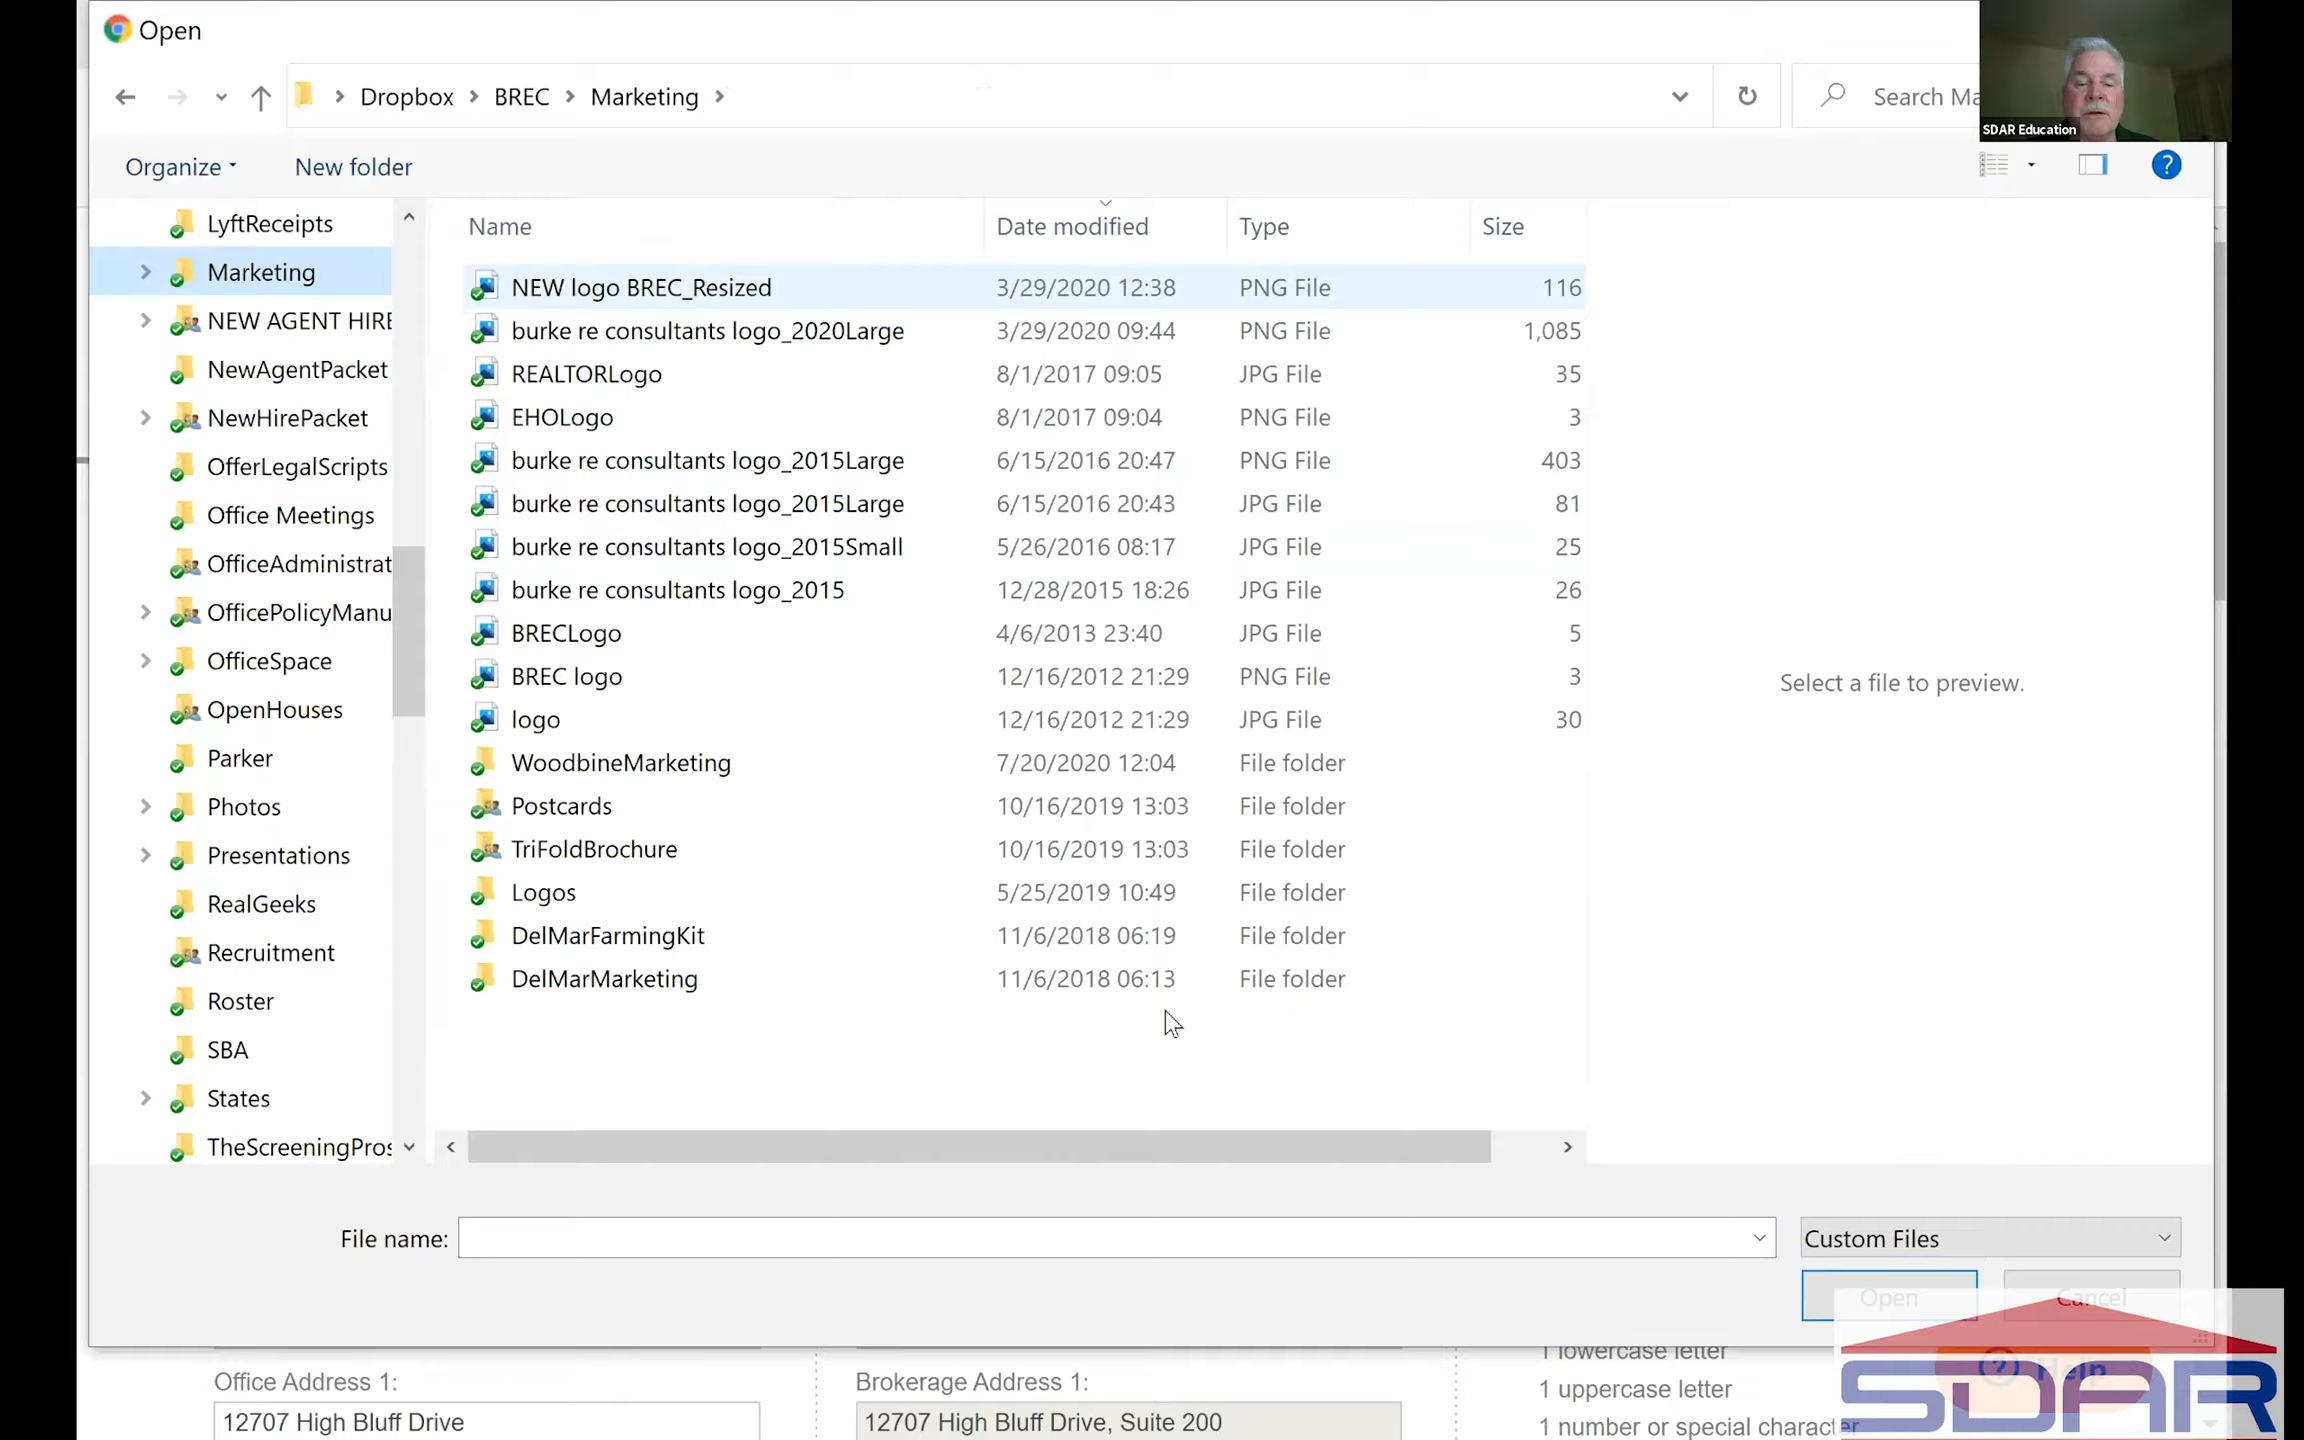 Open
Dropbox > BREC > Marketing >
Search Ma
SDAR Education
Organize
New folder
?
LyftReceipts
Marketing
NEW AGENT HIRE
NewAgentPacket
NewHirePacket
OfferLegalScripts
Office Meetings
OfficeAdministrat
OfficePolicyManu
OfficeSpace
OpenHouses
Parker
Photos
Presentations
RealGeeks
Recruitment
Roster
SBA
States
TheScreeningPros
Name Date modified Type Size
NEW logo BREC_Resized 3/29/2020 12:38 PNG File 116
burke re consultants logo_2020Large 3/29/2020 09:44 PNG File 1,085
REALTORLogo 8/1/2017 09:05 JPG File 35
EHOLogo 8/1/2017 09:04 PNG File 3
burke re consultants logo_2015Large 6/15/2016 20:47 PNG File 403
burke re consultants logo_2015Large 6/15/2016 20:43 JPG File 81
burke re consultants logo_2015Small 5/26/2016 08:17 JPG File 25
burke re consultants logo_2015 12/28/2015 18:26 JPG File 26
BRECLogo 4/6/2013 23:40 JPG File 5
BREC logo 12/16/2012 21:29 PNG File 3
logo 12/16/2012 21:29 JPG File 30
WoodbineMarketing 7/20/2020 12:04 File folder
Postcards 10/16/2019 13:03 File folder
TriFoldBrochure 10/16/2019 13:03 File folder
Logos 5/25/2019 10:49 File folder
DelMarFarmingKit 11/6/2018 06:19 File folder
DelMarMarketing 11/6/2018 06:13 File folder
Select a file to preview.
File name:
Custom Files
Open
Cancel
Office Address 1:
12707 High Bluff Drive
Brokerage Address 1:
12707 High Bluff Drive, Suite 200
1 lowercase letter
1 uppercase letter
1 number or special character
Help
SDAR